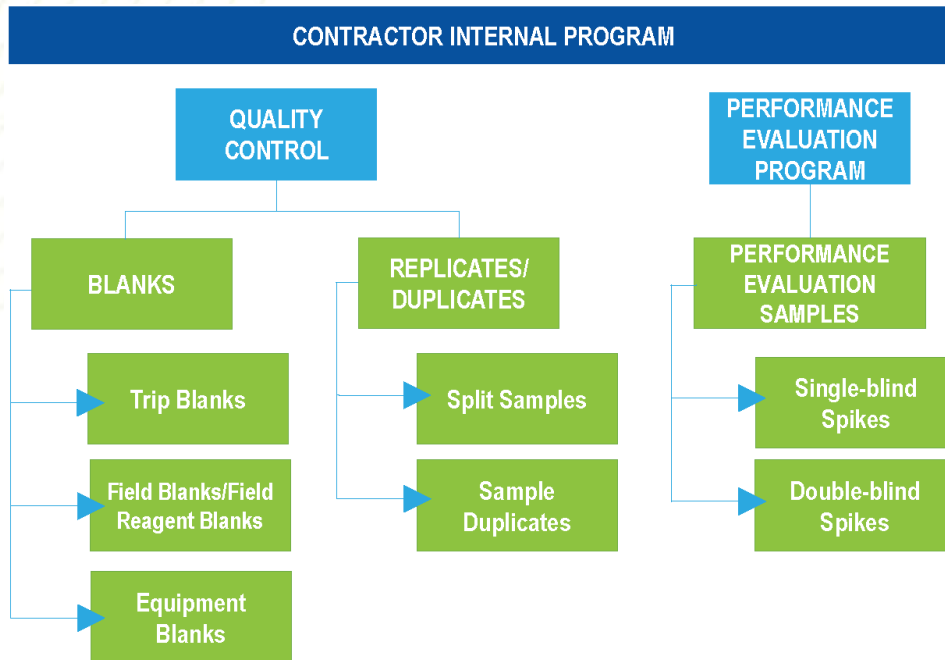 CONTRACTOR INTERNAL PROGRAM
QUALITY
CONTROL
PERFORMANCE
EVALUATION
PROGRAM
BLANKS
REPLICATES/
DUPLICATES
PERFORMANCE
EVALUATION
SAMPLES
Trip Blanks
Split Samples
Single-blind
Spikes
Field Blanks/Field
Reagent Blanks
Sample
Duplicates
Double-blind
Spikes
Equipment
Blanks